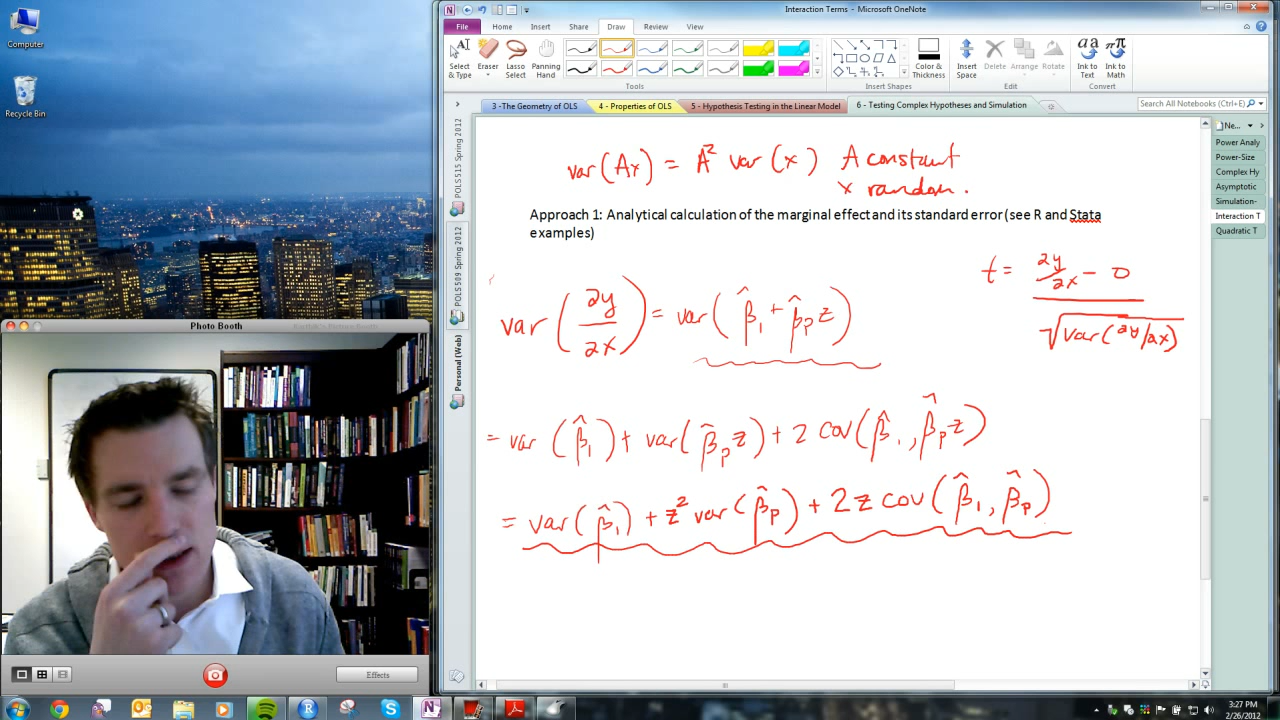 Computer
Recycle Bin
Photo Booth
Effects
Interaction Terms - Microsoft OneNote
File Home Insert Share Draw Review View
Select & Type
Eraser
Lasso Select
Panning Hand
Color & Thickness
Insert Space
Delete
Arrange
Rotate
Ink to Text
Ink to Math
Tools
Insert Shapes
Edit
Convert
3 -The Geometry of OLS
4 - Properties of OLS
5 - Hypothesis Testing in the Linear Model
6 - Testing Complex Hypotheses and Simulation
Search All Notebooks (Ctrl+E)
POLS 515 Spring 2012
POLS 509 Spring 2012
Personal (Web)
Ne...
Power Analy
Power-Size
Complex Hy
Asymptotic
Simulation-
Interaction T
Quadratic T
var(Ax) = A² var(x) A constant
x random.
Approach 1: Analytical calculation of the marginal effect and its standard error (see R and Stata
examples)
t = (∂y/∂x - 0) / √var(∂y/∂x)
var(∂y/∂x) = var(β̂₁ + β̂ₚz)
= var(β̂₁) + var(β̂ₚz) + 2 cov(β̂₁, β̂ₚz)
= var(β̂₁) + z² var(β̂ₚ) + 2z cov(β̂₁, β̂ₚ)
3:27 PM
2/26/2012